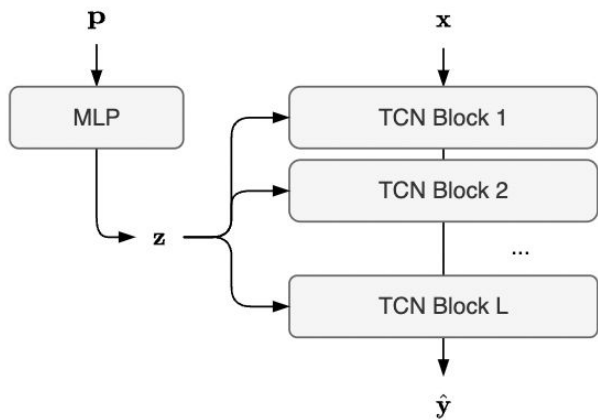 p
x
MLP
TCN Block 1
TCN Block 2
z
...
TCN Block L
ŷ